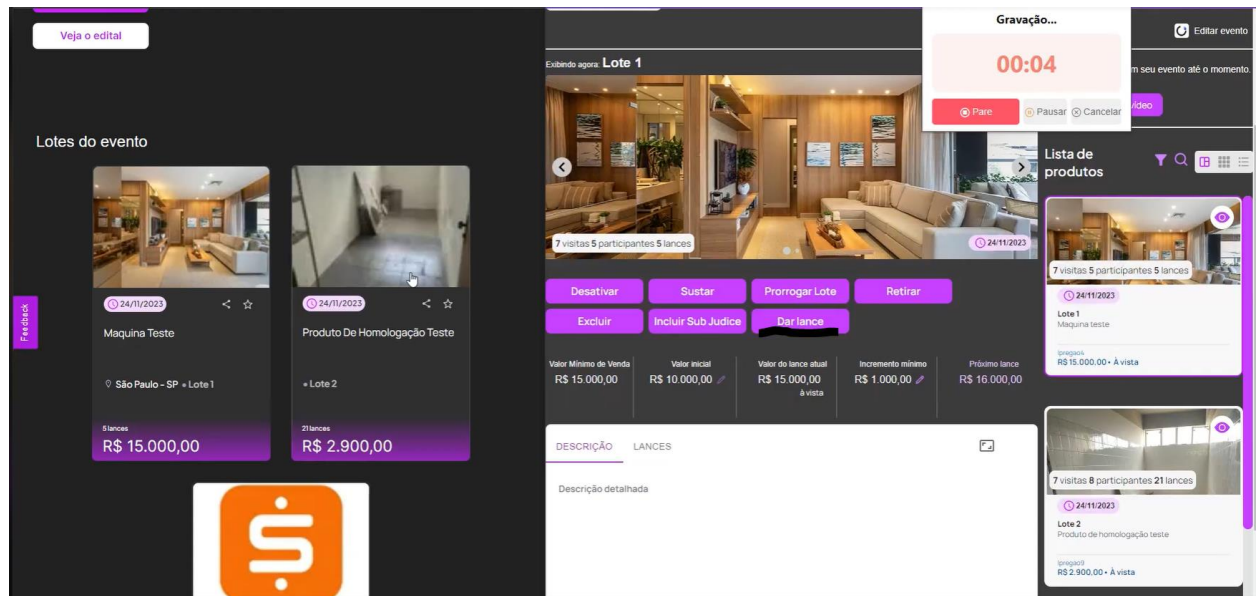 Veja o edital
Lotes do evento
24/11/2023
Maquina Teste
São Paulo - SP • Lote 1
5 lances
R$ 15.000,00
24/11/2023
Produto De Homologação Teste
• Lote 2
21 lances
R$ 2.900,00
Feedback
Exibindo agora: Lote 1
7 visitas 5 participantes 5 lances
24/11/2023
Desativar
Sustar
Prorrogar Lote
Retirar
Excluir
Incluir Sub Judice
Dar lance
Valor Mínimo de Venda
R$ 15.000,00
Valor inicial
R$ 10.000,00
Valor do lance atual
R$ 15.000,00
à vista
Incremento mínimo
R$ 1.000,00
Próximo lance
R$ 16.000,00
DESCRIÇÃO
LANCES
Descrição detalhada
Gravação...
00:04
Pare
Pausar
Cancelar
Editar evento
m seu evento até o momento.
vídeo
Lista de
produtos
7 visitas 5 participantes 5 lances
24/11/2023
Lote 1
Maquina teste
R$ 15.000,00 • À vista
7 visitas 8 participantes 21 lances
24/11/2023
Lote 2
Produto de homologação teste
R$ 2.900,00 • À vista